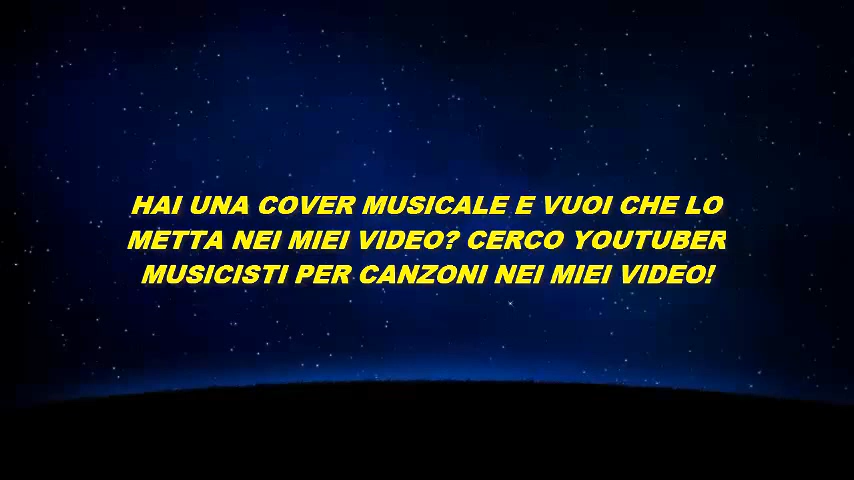 HAI UNA COVER MUSICALE E VUOI CHE LO
METTA NEI MIEI VIDEO? CERCO YOUTUBER
MUSICISTI PER CANZONI NEI MIEI VIDEO!